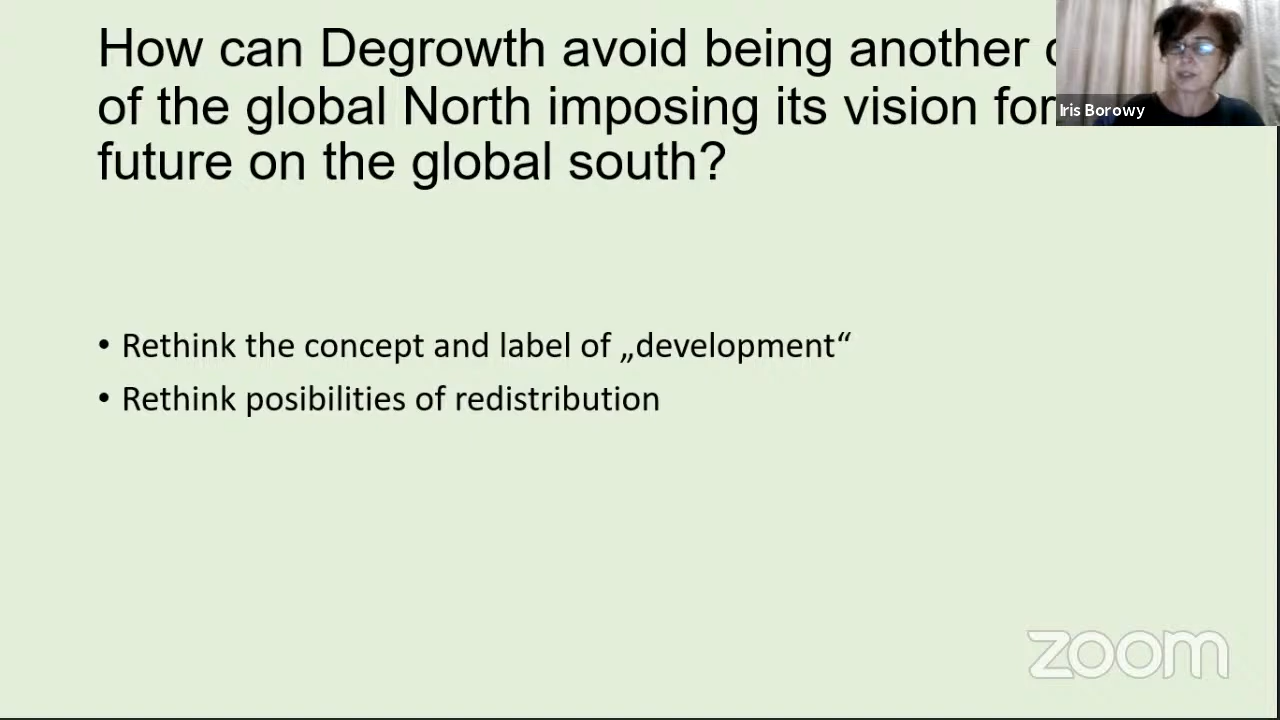 How can Degrowth avoid being another
of the global North imposing its vision for
future on the global south?
Iris Borowy
• Rethink the concept and label of „development“
• Rethink posibilities of redistribution
zoom